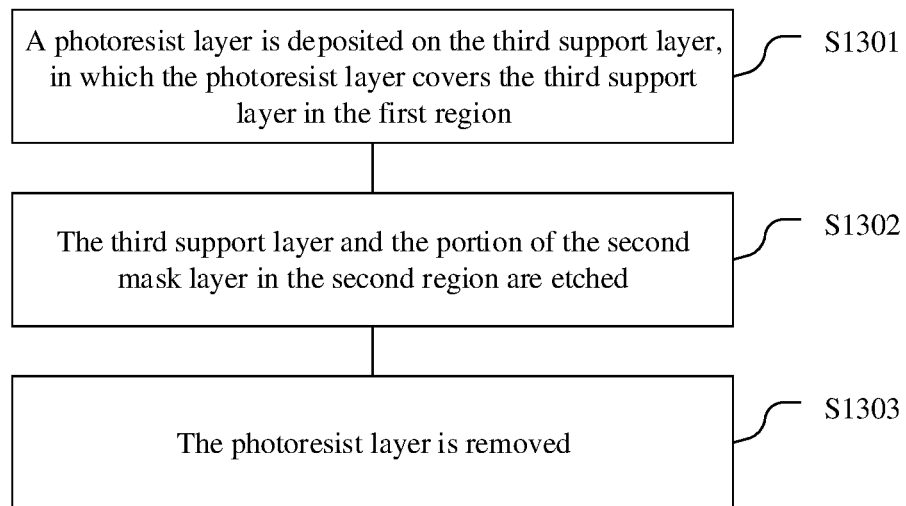 A photoresist layer is deposited on the third support layer,
in which the photoresist layer covers the third support
layer in the first region
S1301
The third support layer and the portion of the second
mask layer in the second region are etched
S1302
The photoresist layer is removed
S1303